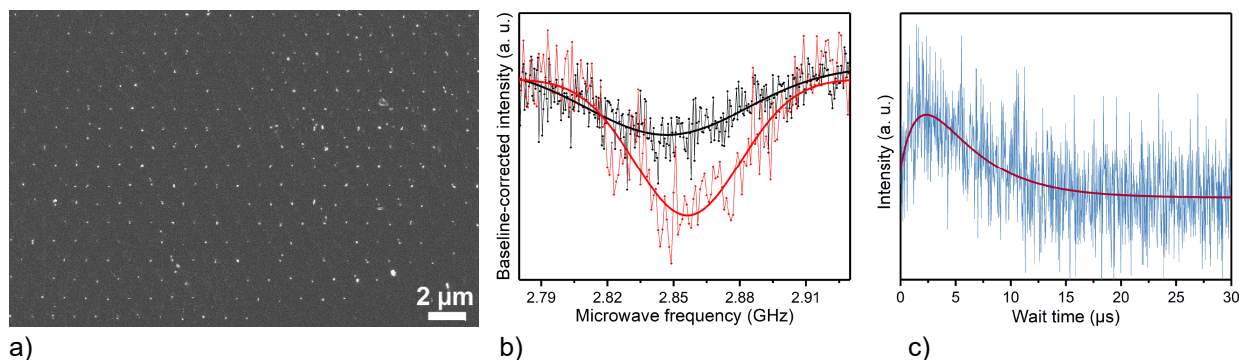 2 µm
a)
Baseline-corrected intensity (a. u.)
2.79 2.82 2.85 2.88 2.91
Microwave frequency (GHz)
b)
Intensity (a. u.)
0 5 10 15 20 25 30
Wait time (µs)
c)